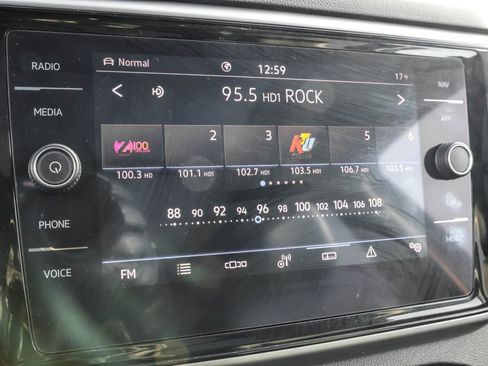 RADIO
MEDIA
PHONE
VOICE
Normal
12:59
17 °F
95.5 HD1 ROCK
Z100
2
3
KTU
5
6
100.3 HD
101.1 HD1
102.7 HD1
103.5 HD1
106.7 HD1
103.5 HD1
88 90 92 94 96 98 100 102 104 106 108
FM
NAV
APP